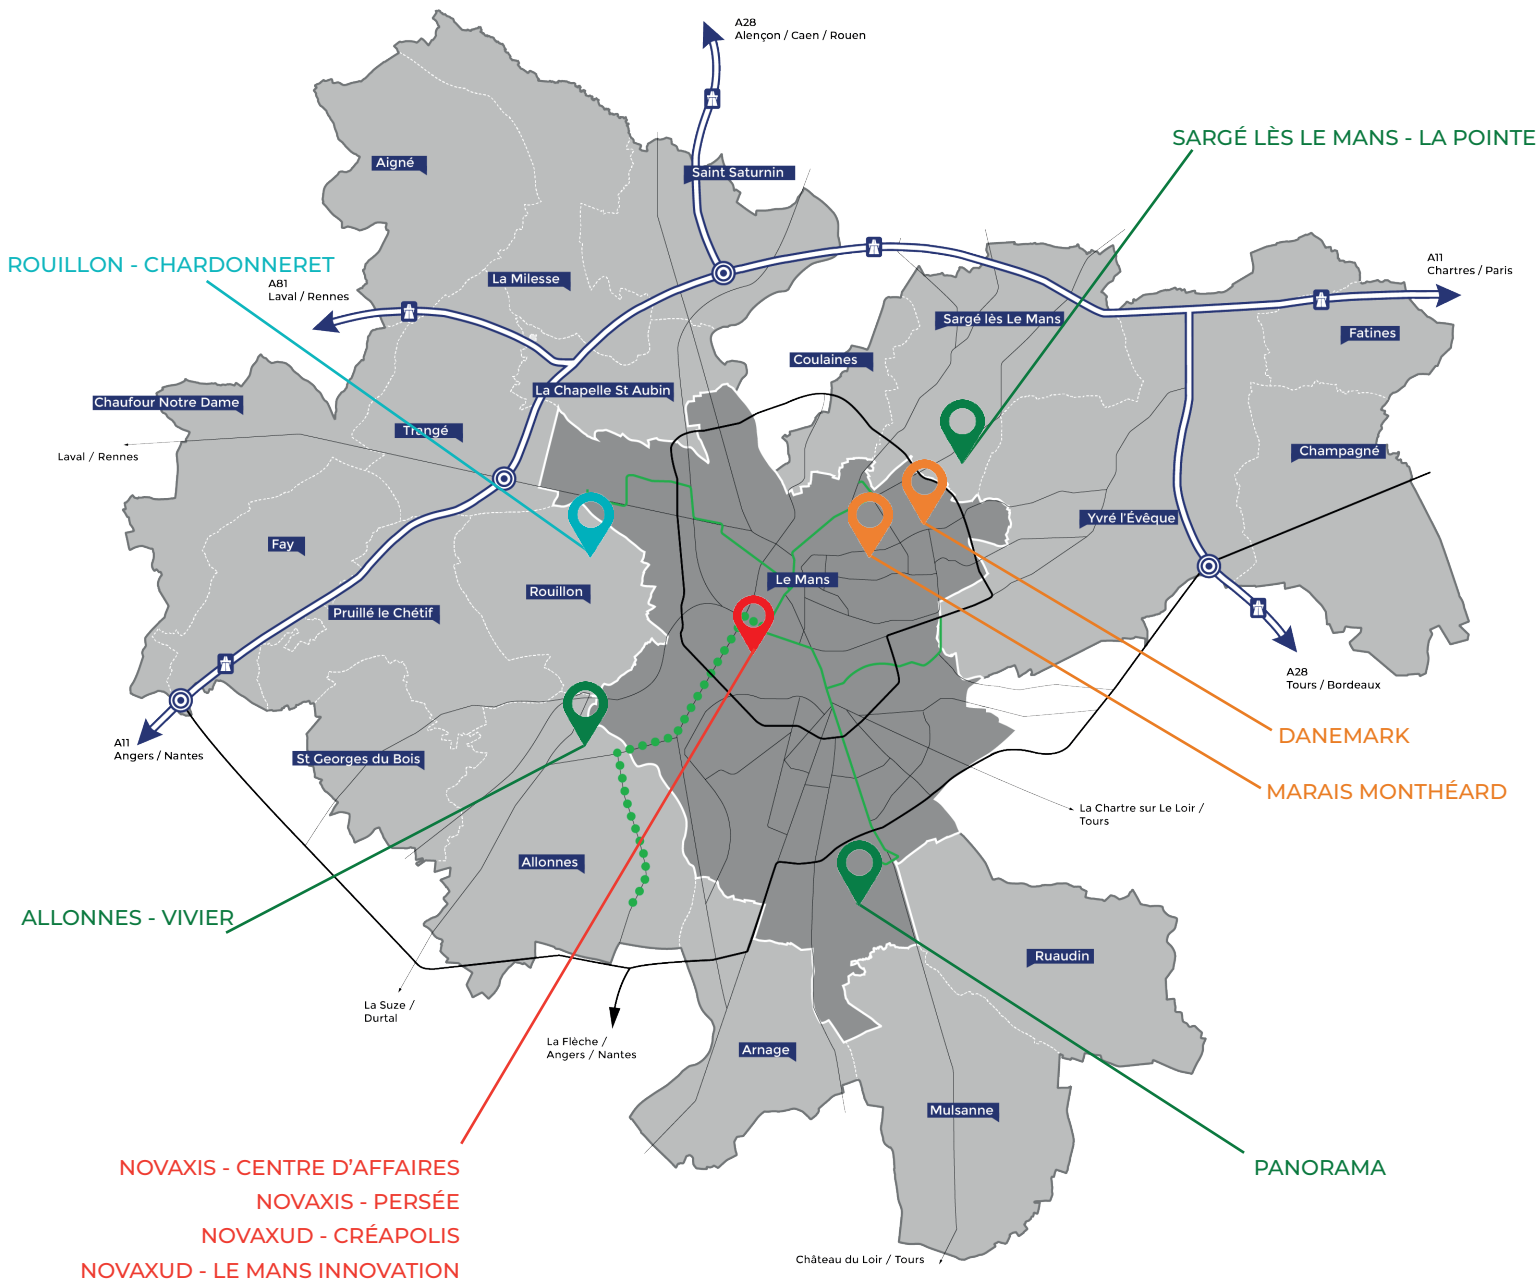 A28
Alençon / Caen / Rouen
SARGÉ LÈS LE MANS - LA POINTE
Aigné
Saint Saturnin
ROUILLON - CHARDONNERET
A81
Laval / Rennes
La Milesse
A11
Chartres / Paris
Sargé lès Le Mans
Fatines
Coulaines
La Chapelle St Aubin
Chaufour Notre Dame
Trangé
Laval / Rennes
Champagné
Yvré l'Évêque
Fay
Le Mans
Rouillon
Pruillé le Chétif
A28
Tours / Bordeaux
A11
Angers / Nantes
DANEMARK
St Georges du Bois
MARAIS MONTHÉARD
La Chartre sur Le Loir /
Tours
Allonnes
ALLONNES - VIVIER
Ruaudin
La Suze /
Durtal
La Flèche /
Angers / Nantes
Arnage
Mulsanne
NOVAXIS - CENTRE D’AFFAIRES
NOVAXIS - PERSÉE
NOVAXUD - CRÉAPOLIS
NOVAXUD - LE MANS INNOVATION
PANORAMA
Château du Loir / Tours